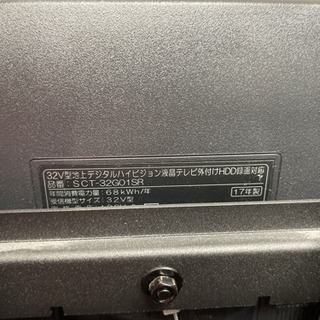 32V型地上デジタルハイビジョン液晶テレビ外付けHDD録画対応
品番:SCT-32G01SR
年間消費電力量:68kWh/年
17年製
受信機型サイズ:32V型